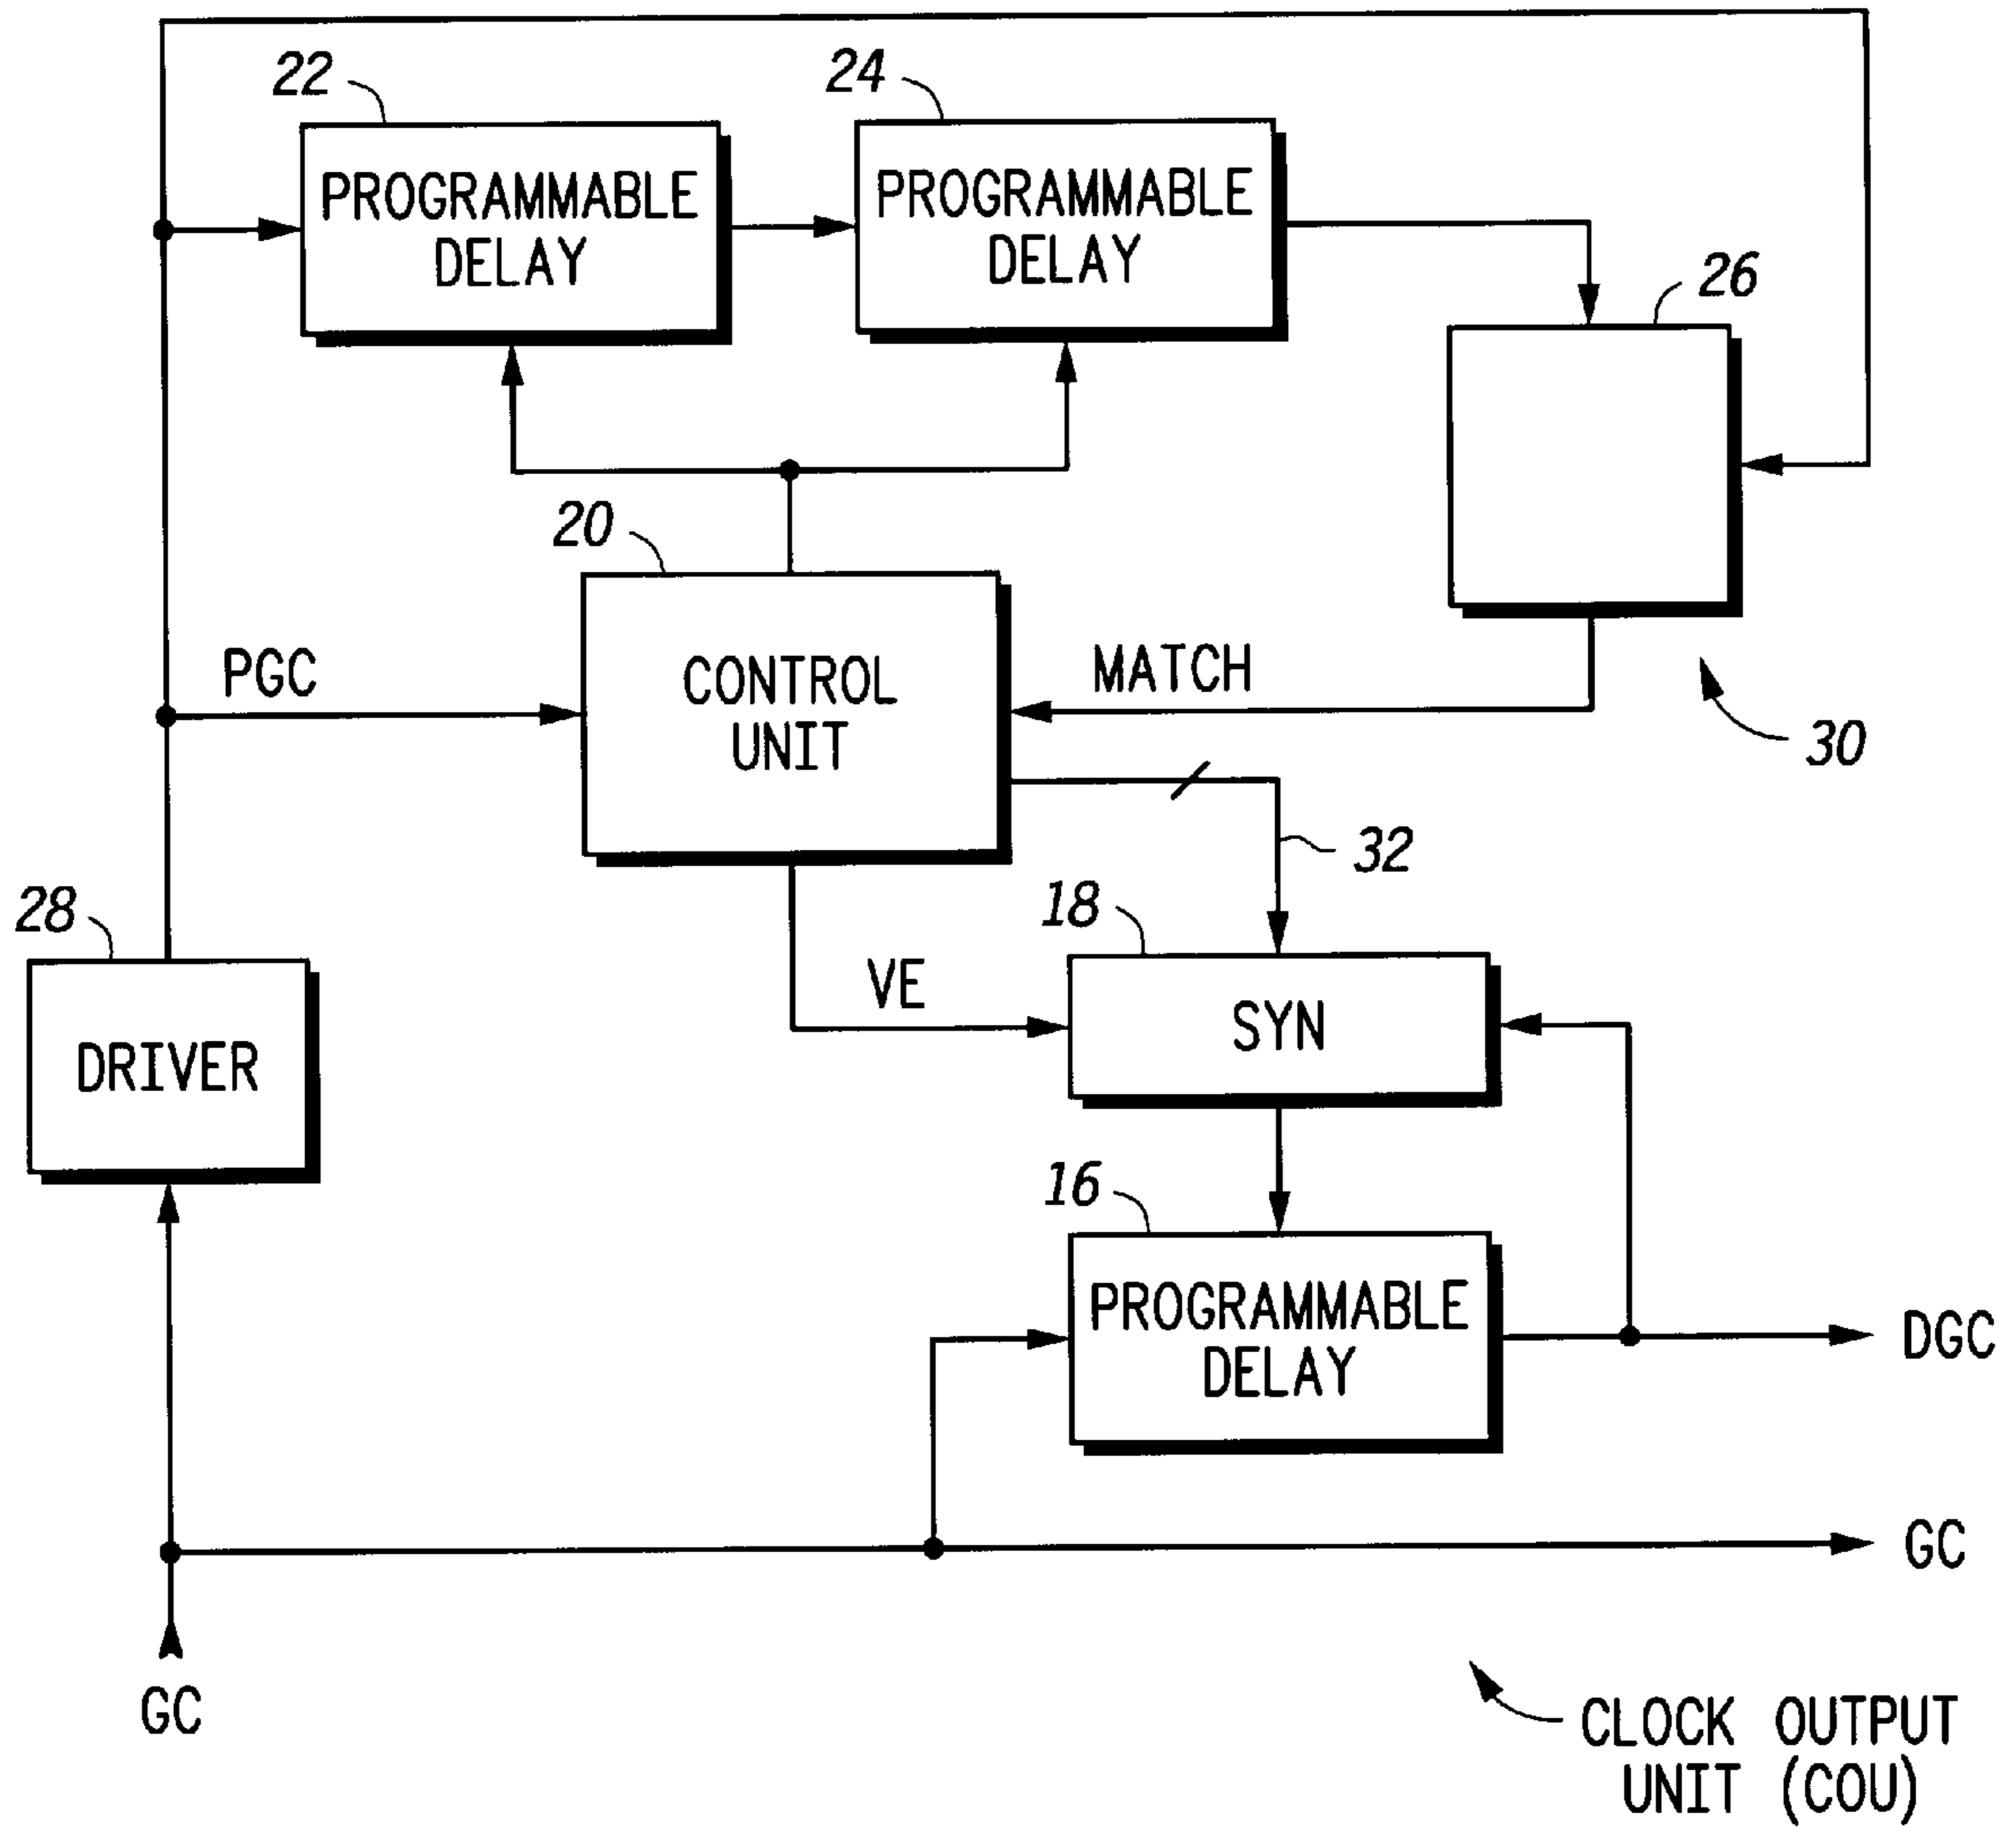 22
24
PROGRAMMABLE
DELAY
PROGRAMMABLE
DELAY
26
20
PGC
CONTROL
UNIT
MATCH
30
32
28
18
VE
SYN
DRIVER
16
PROGRAMMABLE
DELAY
DGC
GC
GC
CLOCK OUTPUT
UNIT (COU)